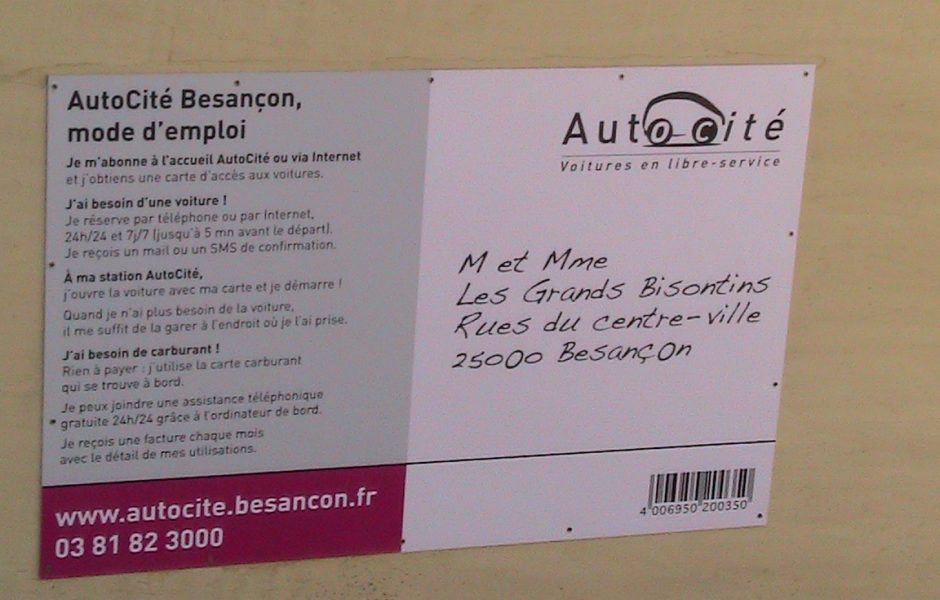 AutoCité Besançon,
mode d'emploi
Je m'abonne à l'accueil AutoCité ou via Internet
et j'obtiens une carte d'accès aux voitures.
J'ai besoin d'une voiture !
Je réserve par téléphone ou par Internet,
24h/24 et 7j/7 (jusqu'à 5 mn avant le départ).
Je reçois un mail ou un SMS de confirmation.
À ma station AutoCité,
j'ouvre la voiture avec ma carte et je démarre !
Quand je n'ai plus besoin de la voiture,
il me suffit de la garer à l'endroit où je l'ai prise.
J'ai besoin de carburant !
Rien à payer : j'utilise la carte carburant
qui se trouve à bord.
Je peux joindre une assistance téléphonique
gratuite 24h/24 grâce à l'ordinateur de bord.
Je reçois une facture chaque mois
avec le détail de mes utilisations.
www.autocite.besancon.fr
03 81 82 3000
AutoCité
Voitures en libre-service
M et Mme
Les Grands Bisontins
Rues du centre-ville
25000 Besançon
4 006950 200350